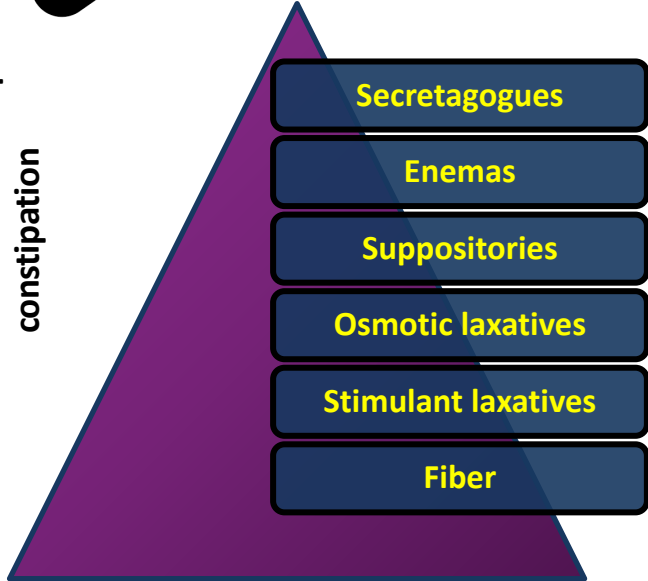 constipation
Secretagogues
Enemas
Suppositories
Osmotic laxatives
Stimulant laxatives
Fiber